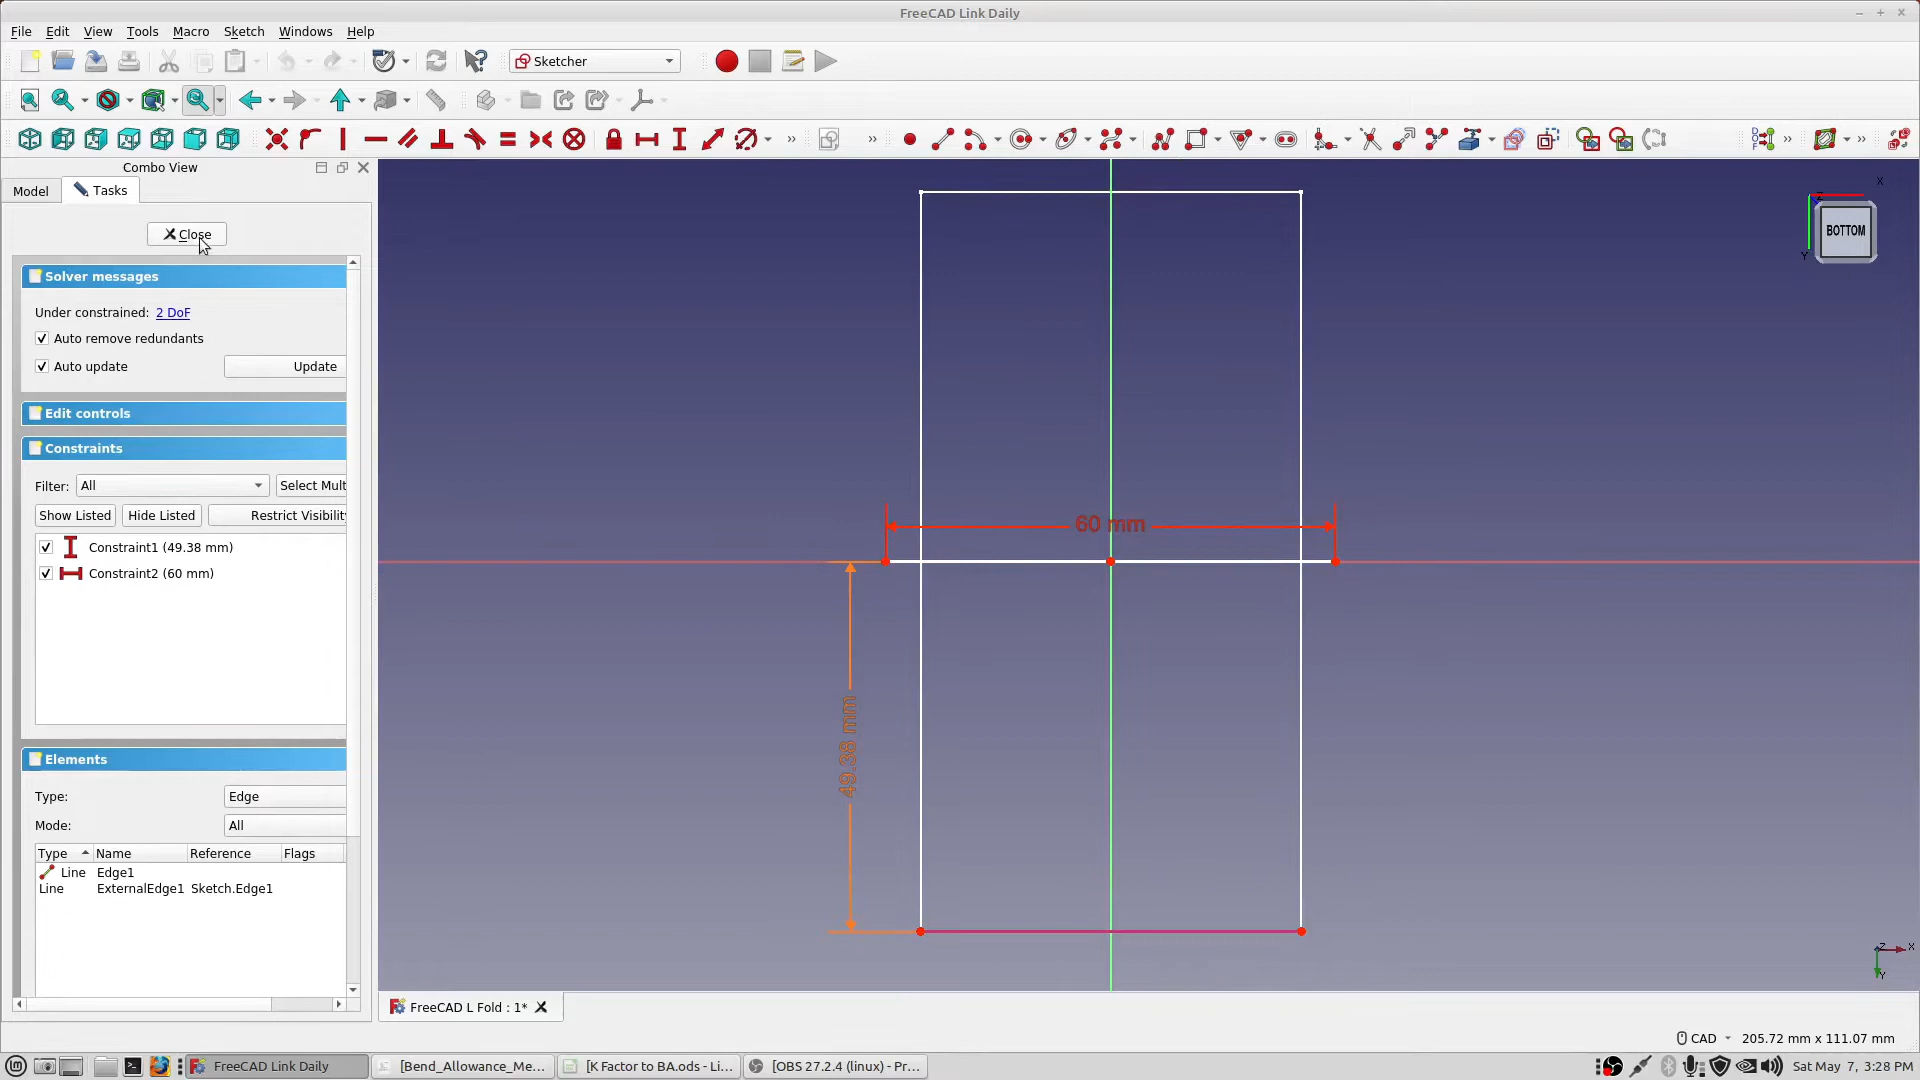 FreeCAD Link Daily
File Edit View Tools Macro Sketch Windows Help
Sketcher
Combo View
Model Tasks
Close
Solver messages
Under constrained: 2 DoF
Auto remove redundants
Auto update Update
Edit controls
Constraints
Filter: All Select Mult
Show Listed Hide Listed Restrict Visibility
Constraint1 (49.38 mm)
Constraint2 (60 mm)
Elements
Type: Edge
Mode: All
Type Name Reference Flags
Line Edge1
Line ExternalEdge1 Sketch.Edge1
60 mm
49.38 mm
X
Z
BOTTOM
Y
Z X
Y
FreeCAD L Fold : 1*
CAD 205.72 mm x 111.07 mm
FreeCAD Link Daily [Bend_Allowance_Me... [K Factor to BA.ods - Li... [OBS 27.2.4 (linux) - Pr... Sat May 7, 3:28 PM